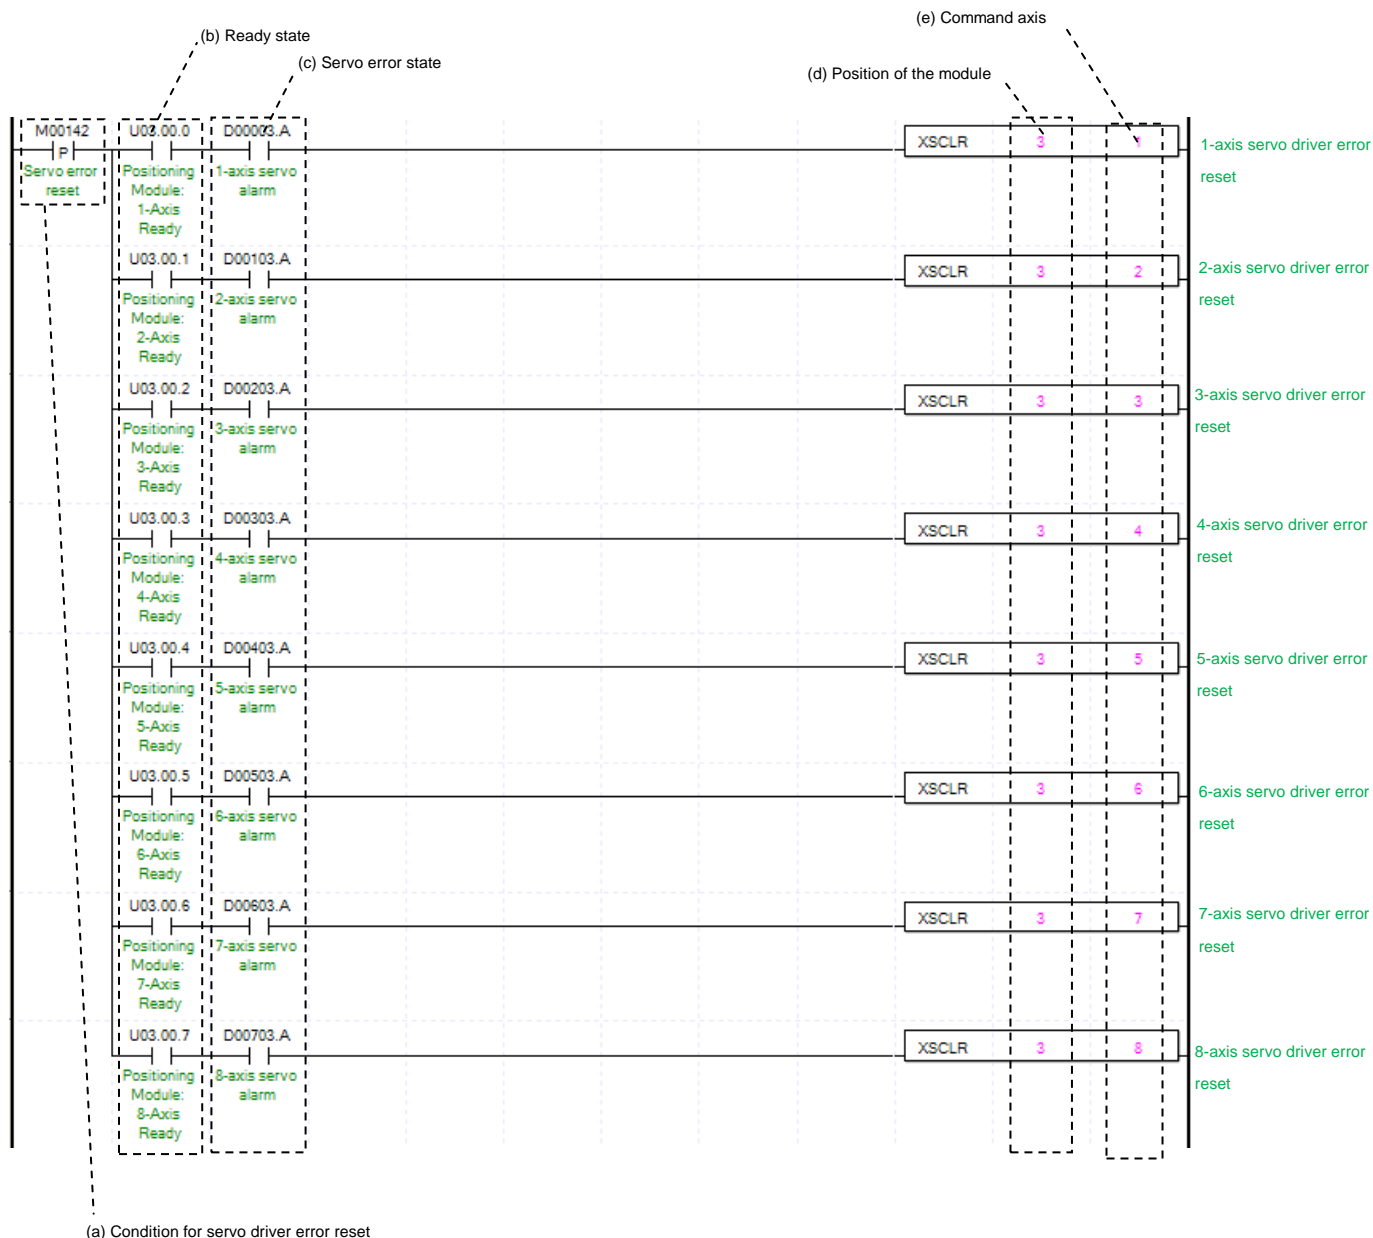 (e) Command axis
(b) Ready state
(c) Servo error state
(d) Position of the module
M00142
U03.00.0
D00003.A
P
Servo error
reset
Positioning
Module:
1-Axis
Ready
1-axis servo
alarm
XSCLR 3 1
1-axis servo driver error
reset
U03.00.1
D00103.A
Positioning
Module:
2-Axis
Ready
2-axis servo
alarm
XSCLR 3 2
2-axis servo driver error
reset
U03.00.2
D00203.A
Positioning
Module:
3-Axis
Ready
3-axis servo
alarm
XSCLR 3 3
3-axis servo driver error
reset
U03.00.3
D00303.A
Positioning
Module:
4-Axis
Ready
4-axis servo
alarm
XSCLR 3 4
4-axis servo driver error
reset
U03.00.4
D00403.A
Positioning
Module:
5-Axis
Ready
5-axis servo
alarm
XSCLR 3 5
5-axis servo driver error
reset
U03.00.5
D00503.A
Positioning
Module:
6-Axis
Ready
6-axis servo
alarm
XSCLR 3 6
6-axis servo driver error
reset
U03.00.6
D00603.A
Positioning
Module:
7-Axis
Ready
7-axis servo
alarm
XSCLR 3 7
7-axis servo driver error
reset
U03.00.7
D00703.A
Positioning
Module:
8-Axis
Ready
8-axis servo
alarm
XSCLR 3 8
8-axis servo driver error
reset
(a) Condition for servo driver error reset